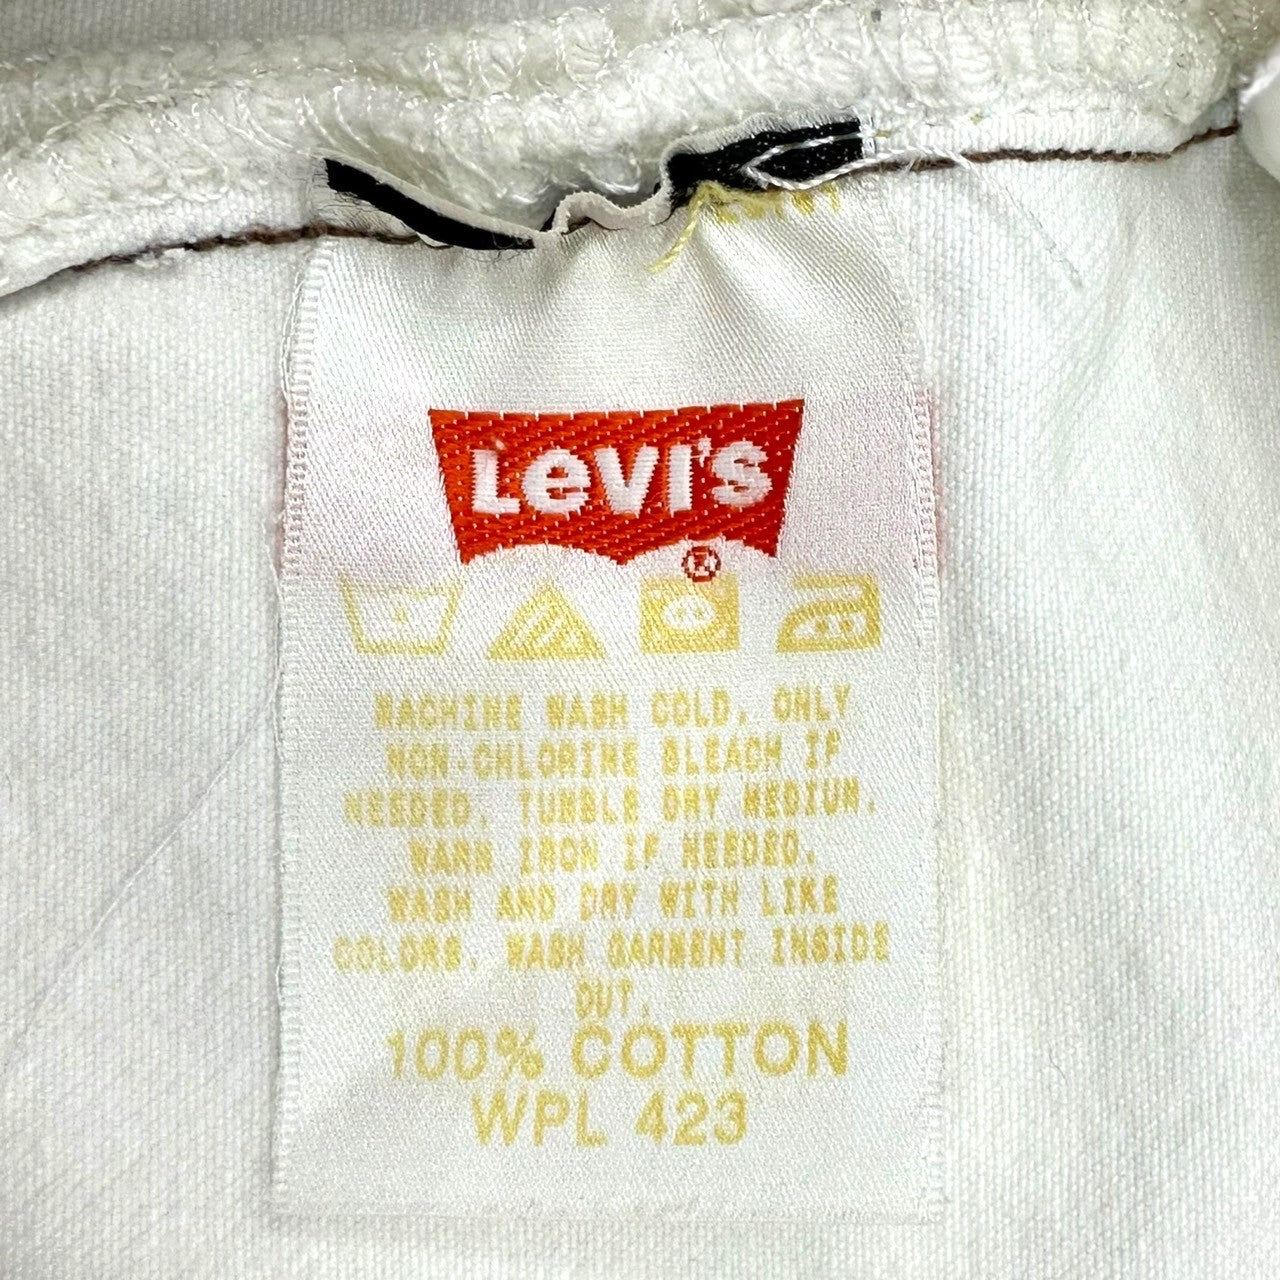 LEVI'S
®
MACHINE WASH COLD. ONLY
NON-CHLORINE BLEACH IF
NEEDED. TUMBLE DRY MEDIUM.
WARM IRON IF NEEDED.
WASH AND DRY WITH LIKE
COLORS. WASH GARMENT INSIDE
OUT.
100% COTTON
WPL 423